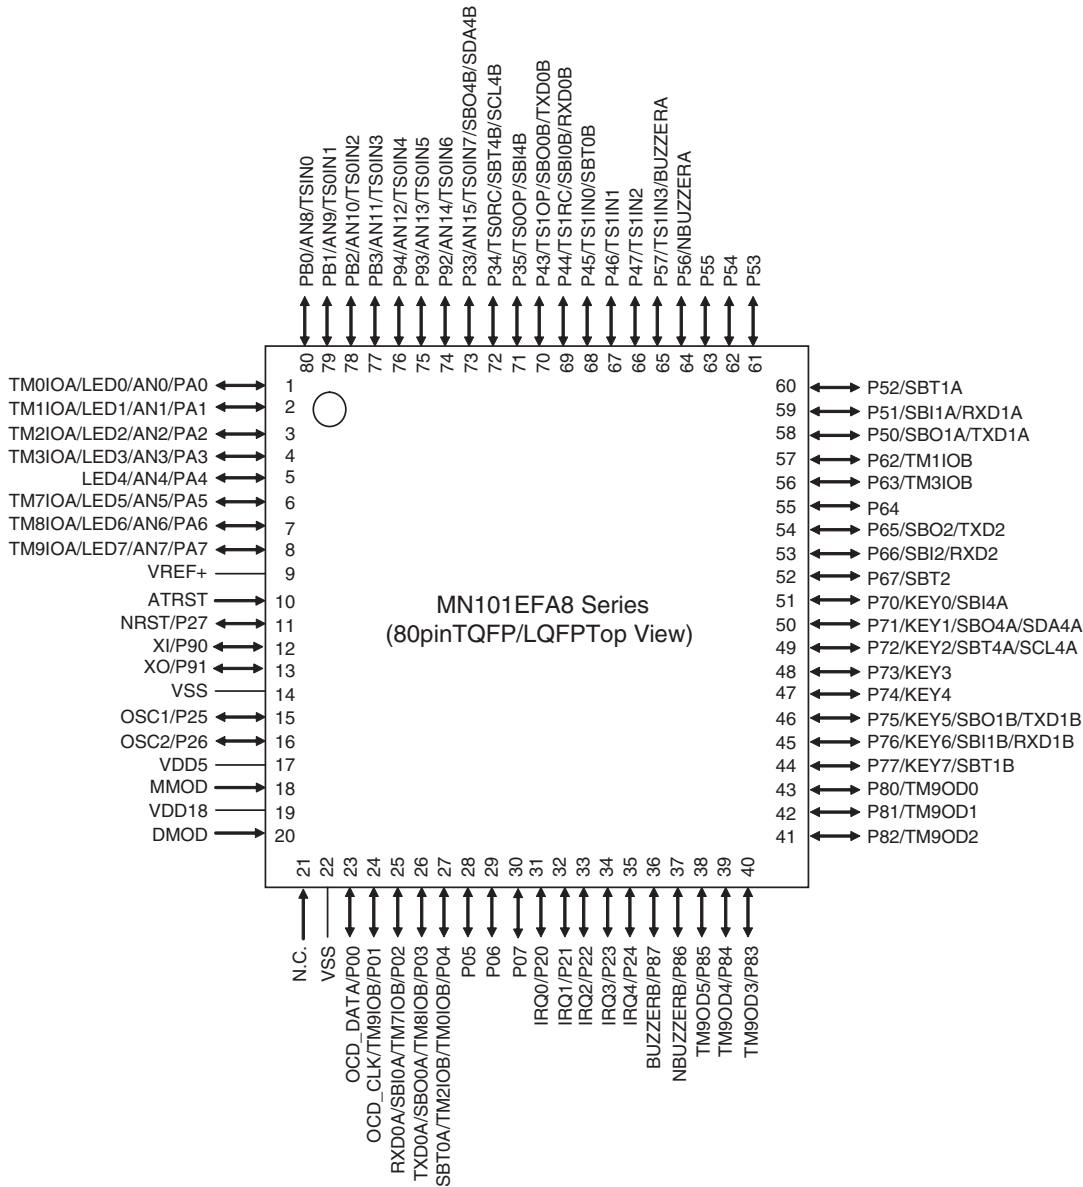 PB0/AN8/TSIN0
PB1/AN9/TS0IN1
PB2/AN10/TS0IN2
PB3/AN11/TS0IN3
P94/AN12/TS0IN4
P93/AN13/TS0IN5
P92/AN14/TS0IN6
P33/AN15/TS0IN7/SBO4B/SDA4B
P34/TS0RC/SBT4B/SCL4B
P35/TS0OP/SBI4B
P43/TS1OP/SBO0B/TXD0B
P44/TS1RC/SBI0B/RXD0B
P45/TS1IN0/SBT0B
P46/TS1IN1
P47/TS1IN2
P57/TS1IN3/BUZZERA
P56/NBUZZERA
P55
P54
P53
80 79 78 77 76 75 74 73 72 71 70 69 68 67 66 65 64 63 62 61
TM0IOA/LED0/AN0/PA0 1
TM1IOA/LED1/AN1/PA1 2
TM2IOA/LED2/AN2/PA2 3
TM3IOA/LED3/AN3/PA3 4
LED4/AN4/PA4 5
TM7IOA/LED5/AN5/PA5 6
TM8IOA/LED6/AN6/PA6 7
TM9IOA/LED7/AN7/PA7 8
VREF+ 9
ATRST 10
NRST/P27 11
XI/P90 12
XO/P91 13
VSS 14
OSC1/P25 15
OSC2/P26 16
VDD5 17
MMOD 18
VDD18 19
DMOD 20
MN101EFA8 Series
(80pinTQFP/LQFPTop View)
60 P52/SBT1A
59 P51/SBI1A/RXD1A
58 P50/SBO1A/TXD1A
57 P62/TM1IOB
56 P63/TM3IOB
55 P64
54 P65/SBO2/TXD2
53 P66/SBI2/RXD2
52 P67/SBT2
51 P70/KEY0/SBI4A
50 P71/KEY1/SBO4A/SDA4A
49 P72/KEY2/SBT4A/SCL4A
48 P73/KEY3
47 P74/KEY4
46 P75/KEY5/SBO1B/TXD1B
45 P76/KEY6/SBI1B/RXD1B
44 P77/KEY7/SBT1B
43 P80/TM9OD0
42 P81/TM9OD1
41 P82/TM9OD2
21 22 23 24 25 26 27 28 29 30 31 32 33 34 35 36 37 38 39 40
N.C.
VSS
OCD_DATA/P00
OCD_CLK/TM9IOB/P01
RXD0A/SBI0A/TM7IOB/P02
TXD0A/SBO0A/TM8IOB/P03
SBT0A/TM2IOB/TM0IOB/P04
P05
P06
P07
IRQ0/P20
IRQ1/P21
IRQ2/P22
IRQ3/P23
IRQ4/P24
BUZZERB/P87
NBUZZERB/P86
TM9OD5/P85
TM9OD4/P84
TM9OD3/P83